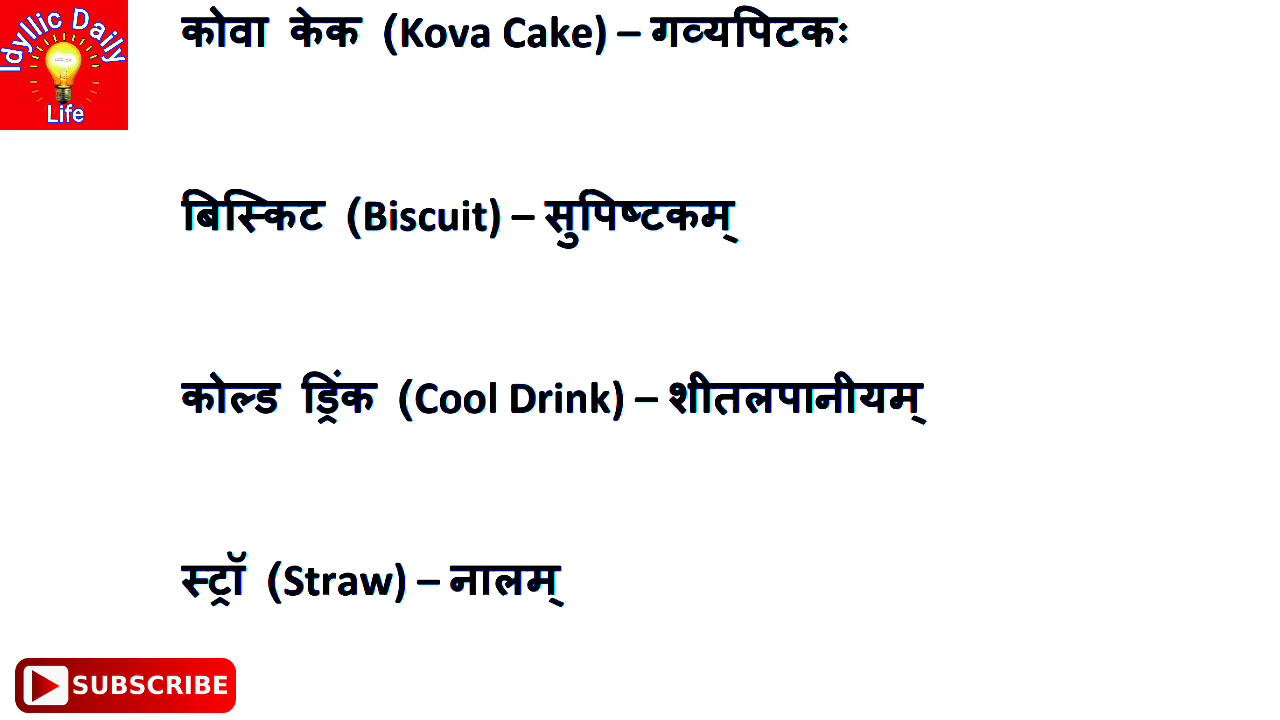 Idyllic Daily
Life
कोवा केक (Kova Cake) – गव्यपिटकः
बिस्किट (Biscuit) – सुपिष्टकम्
कोल्ड ड्रिंक (Cool Drink) – शीतलपानीयम्
स्ट्रॉ (Straw) – नालम्
SUBSCRIBE